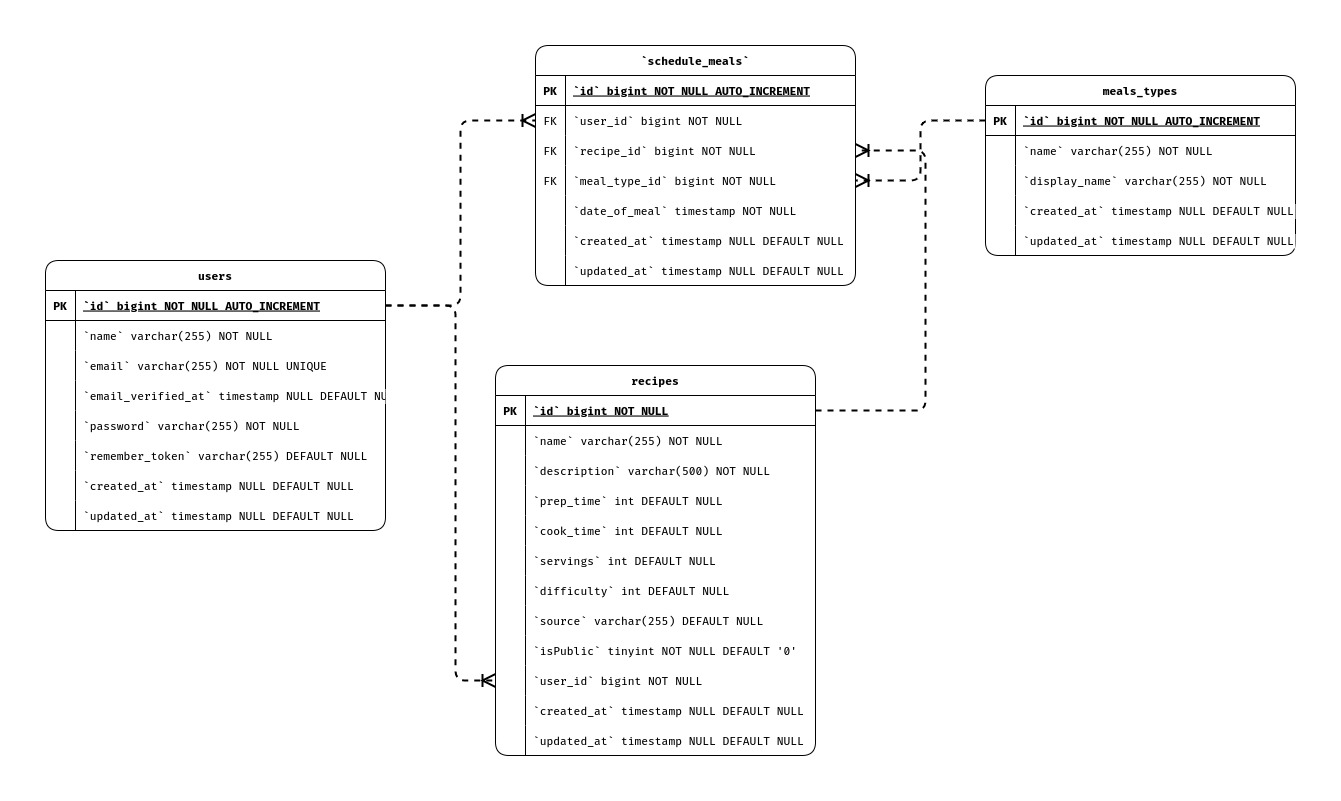 `schedule_meals`
PK `id` bigint NOT NULL AUTO_INCREMENT
FK `user_id` bigint NOT NULL
FK `recipe_id` bigint NOT NULL
FK `meal_type_id` bigint NOT NULL
`date_of_meal` timestamp NOT NULL
`created_at` timestamp NULL DEFAULT NULL
`updated_at` timestamp NULL DEFAULT NULL
meals_types
PK `id` bigint NOT NULL AUTO_INCREMENT
`name` varchar(255) NOT NULL
`display_name` varchar(255) NOT NULL
`created_at` timestamp NULL DEFAULT NULL
`updated_at` timestamp NULL DEFAULT NULL
users
PK `id` bigint NOT NULL AUTO_INCREMENT
`name` varchar(255) NOT NULL
`email` varchar(255) NOT NULL UNIQUE
`email_verified_at` timestamp NULL DEFAULT NU
`password` varchar(255) NOT NULL
`remember_token` varchar(255) DEFAULT NULL
`created_at` timestamp NULL DEFAULT NULL
`updated_at` timestamp NULL DEFAULT NULL
recipes
PK `id` bigint NOT NULL
`name` varchar(255) NOT NULL
`description` varchar(500) NOT NULL
`prep_time` int DEFAULT NULL
`cook_time` int DEFAULT NULL
`servings` int DEFAULT NULL
`difficulty` int DEFAULT NULL
`source` varchar(255) DEFAULT NULL
`isPublic` tinyint NOT NULL DEFAULT '0'
`user_id` bigint NOT NULL
`created_at` timestamp NULL DEFAULT NULL
`updated_at` timestamp NULL DEFAULT NULL